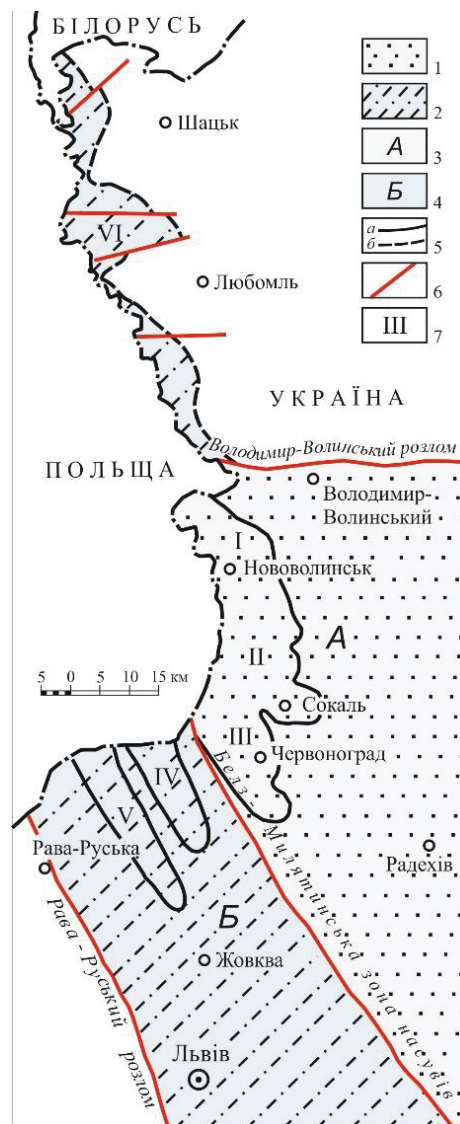 БІЛОРУСЬ
1
Шацьк
2
А
3
Б
4
VI
а
б
5
6
Любомль
III
7
УКРАЇНА
Володимир-Волинський розлом
ПОЛЬЩА
Володимир-
Волинський
I
Нововолинськ
А
II
5 0 5 10 15 км
Сокаль
III
Червоноград
IV
V
Белз-Милятинська зона насувів
Рава-Руська
Радехів
Б
Рава-Руський розлом
Жовква
Львів